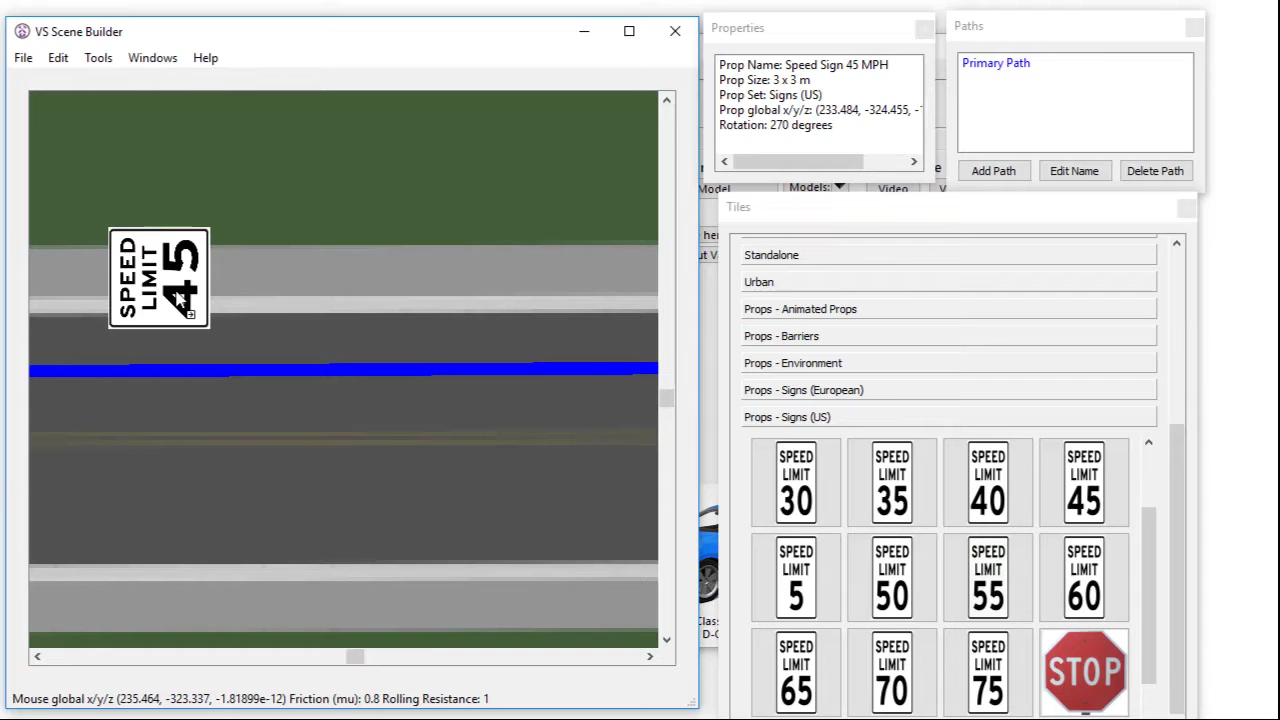 VS Scene Builder
File Edit Tools Windows Help
SPEED
LIMIT
45
Mouse global x/y/z (235.464, -323.337, -1.81899e-12) Friction (mu): 0.8 Rolling Resistance: 1
Properties
Prop Name: Speed Sign 45 MPH
Prop Size: 3 x 3 m
Prop Set: Signs (US)
Prop global x/y/z: (233.484, -324.455, -
Rotation: 270 degrees
Paths
Primary Path
Add Path Edit Name Delete Path
Model Models: Video
Tiles
Standalone
Urban
Props - Animated Props
Props - Barriers
Props - Environment
Props - Signs (European)
Props - Signs (US)
SPEED LIMIT 30
SPEED LIMIT 35
SPEED LIMIT 40
SPEED LIMIT 45
SPEED LIMIT 5
SPEED LIMIT 50
SPEED LIMIT 55
SPEED LIMIT 60
SPEED LIMIT 65
SPEED LIMIT 70
SPEED LIMIT 75
STOP